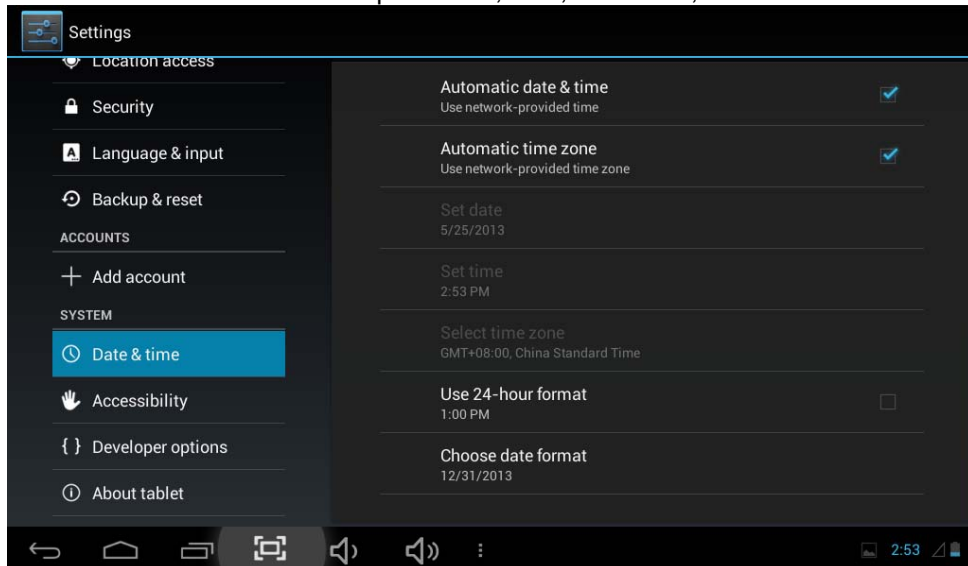 Settings
Location access
Security
Language & input
Backup & reset
ACCOUNTS
Add account
SYSTEM
Date & time
Accessibility
Developer options
About tablet
Automatic date & time
Use network-provided time
Automatic time zone
Use network-provided time zone
Set date
5/25/2013
Set time
2:53 PM
Select time zone
GMT+08:00, China Standard Time
Use 24-hour format
1:00 PM
Choose date format
12/31/2013
2:53